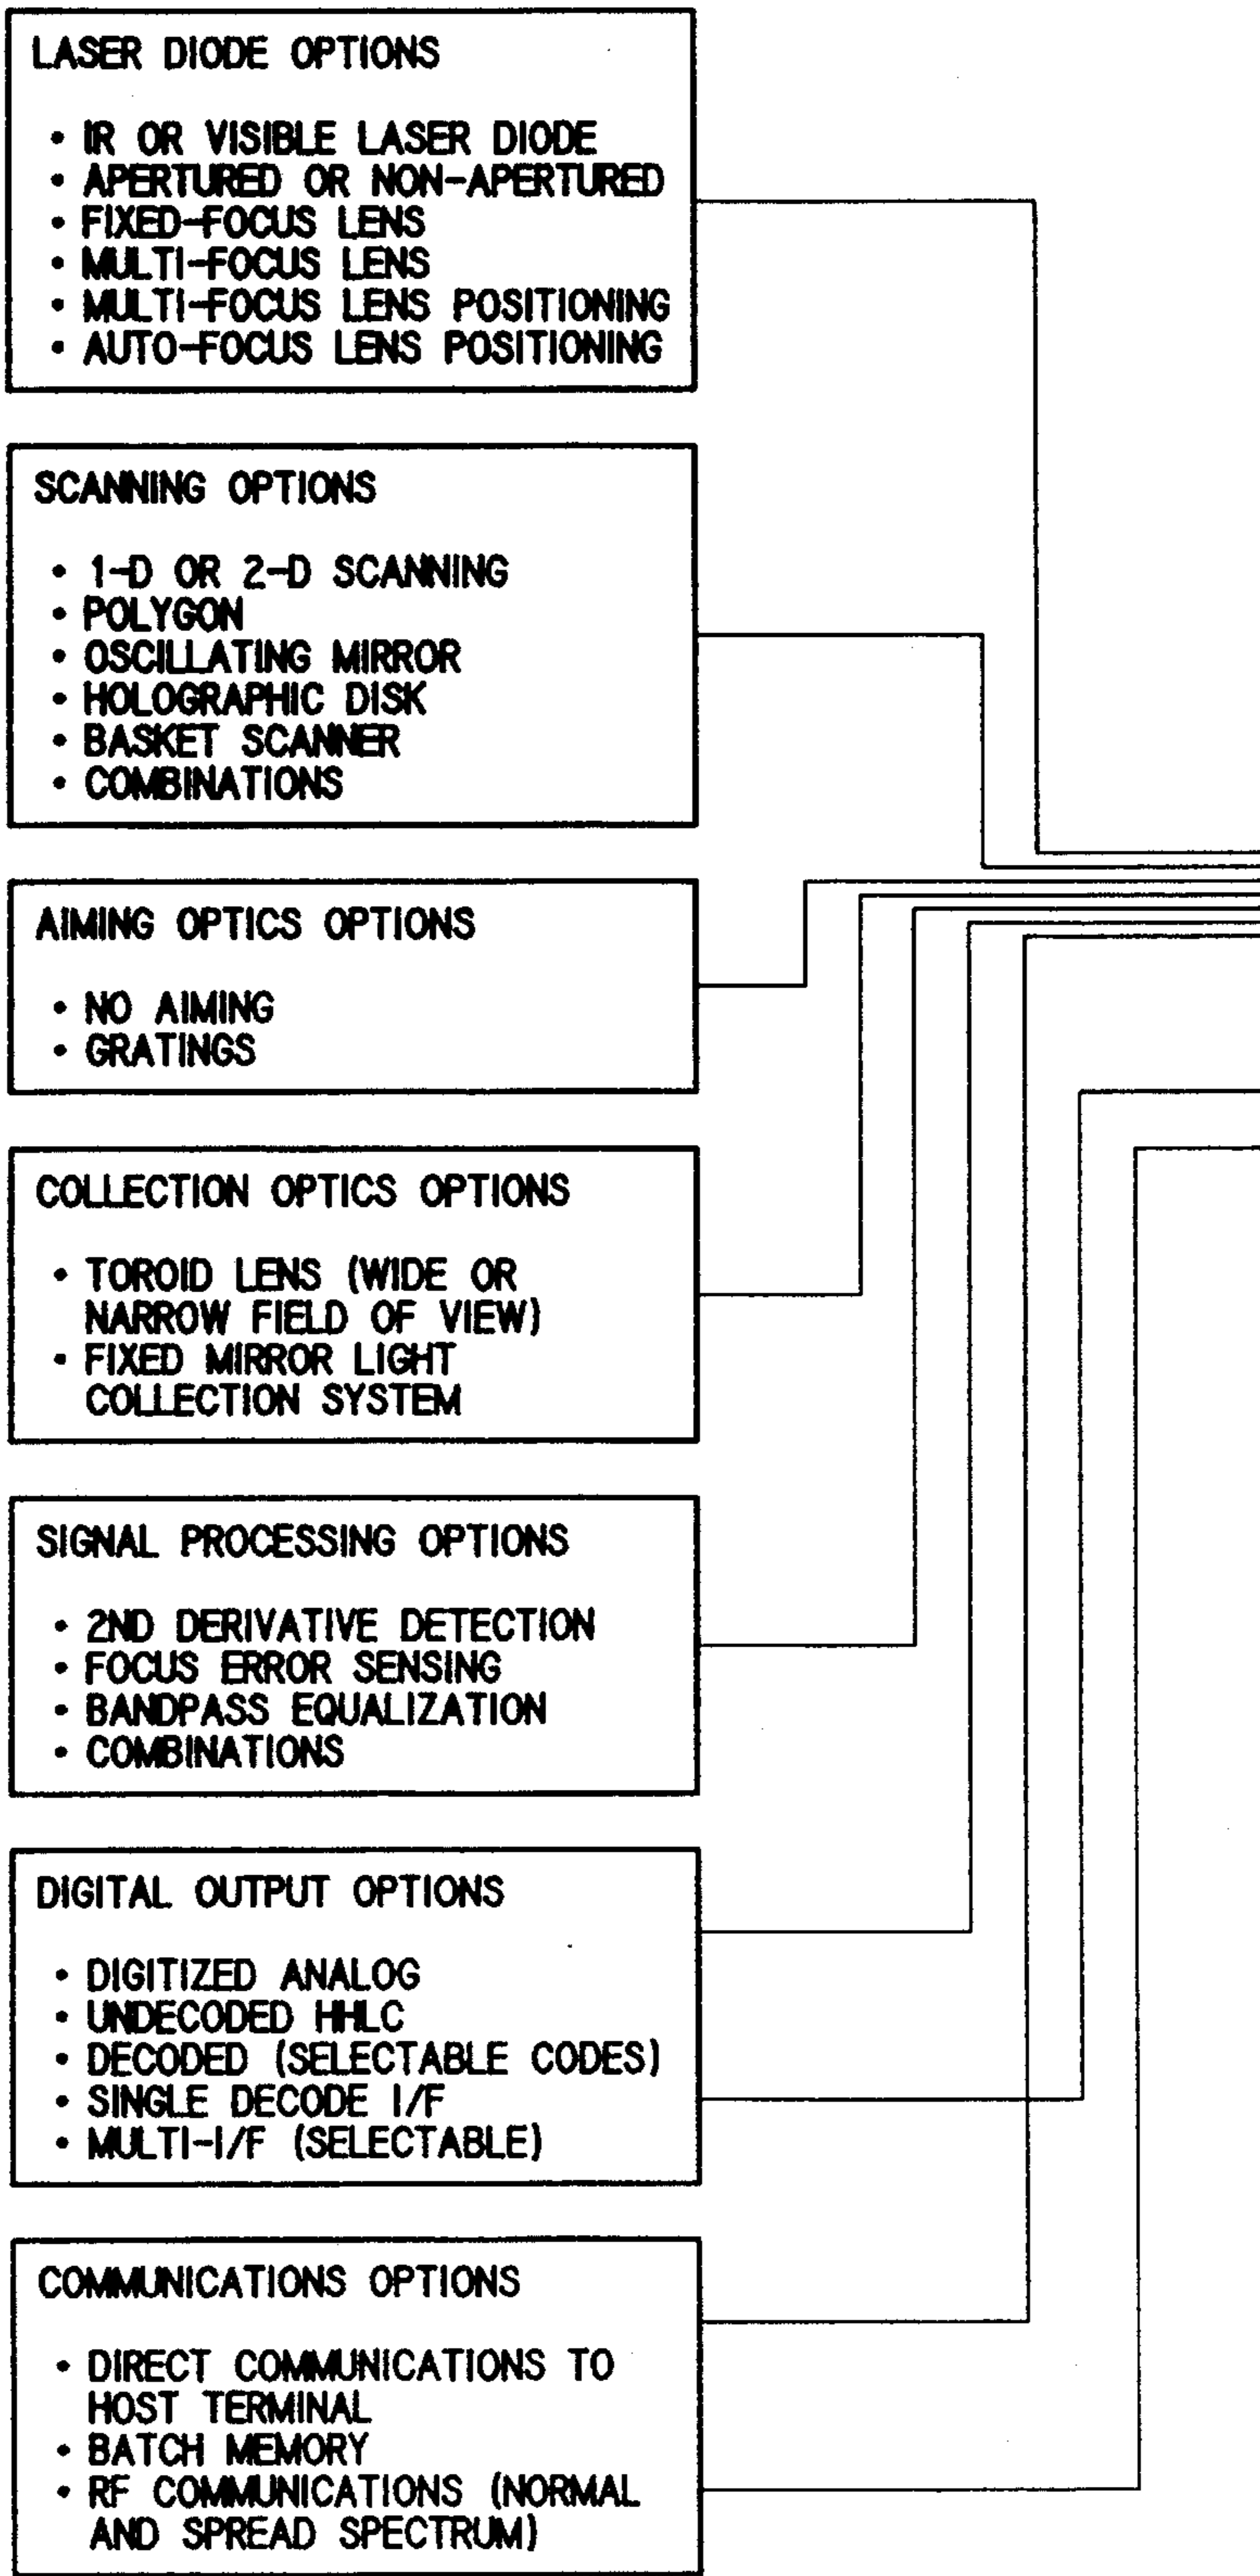 LASER DIODE OPTIONS
• IR OR VISIBLE LASER DIODE
• APERTURED OR NON-APERTURED
• FIXED-FOCUS LENS
• MULTI-FOCUS LENS
• MULTI-FOCUS LENS POSITIONING
• AUTO-FOCUS LENS POSITIONING
SCANNING OPTIONS
• 1-D OR 2-D SCANNING
• POLYGON
• OSCILLATING MIRROR
• HOLOGRAPHIC DISK
• BASKET SCANNER
• COMBINATIONS
AIMING OPTICS OPTIONS
• NO AIMING
• GRATINGS
COLLECTION OPTICS OPTIONS
• TOROID LENS (WIDE OR
NARROW FIELD OF VIEW)
• FIXED MIRROR LIGHT
COLLECTION SYSTEM
SIGNAL PROCESSING OPTIONS
• 2ND DERIVATIVE DETECTION
• FOCUS ERROR SENSING
• BANDPASS EQUALIZATION
• COMBINATIONS
DIGITAL OUTPUT OPTIONS
• DIGITIZED ANALOG
• UNDECODED HHLC
• DECODED (SELECTABLE CODES)
• SINGLE DECODE I/F
• MULTI-I/F (SELECTABLE)
COMMUNICATIONS OPTIONS
• DIRECT COMMUNICATIONS TO
HOST TERMINAL
• BATCH MEMORY
• RF COMMUNICATIONS (NORMAL
AND SPREAD SPECTRUM)